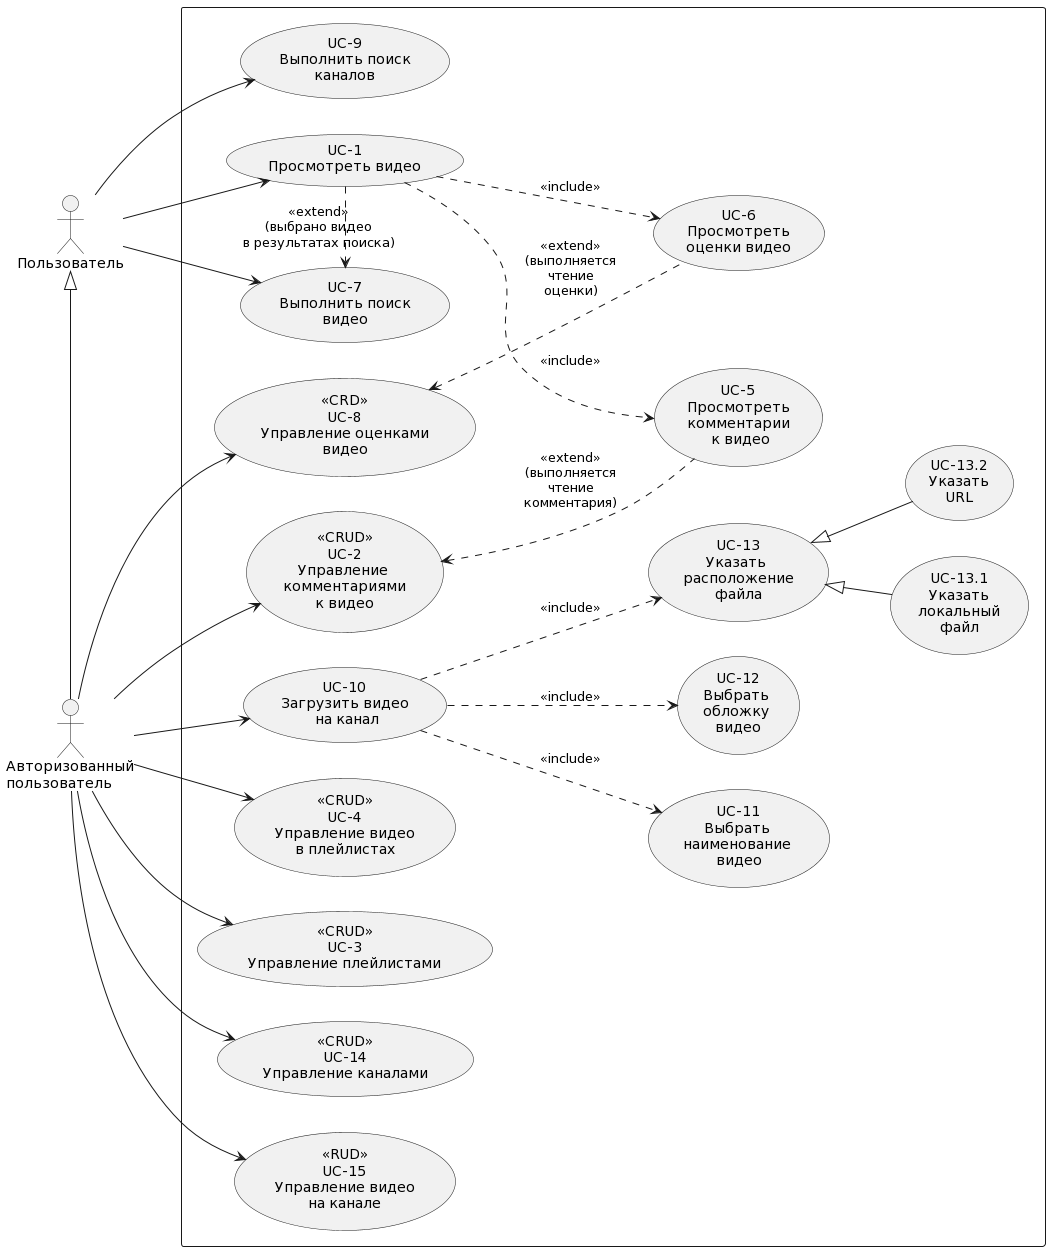 UC-9
Выполнить поиск
каналов
UC-1
Просмотреть видео
«include»
«extend»
(выбрано видео
в результатах поиска)
UC-6
Просмотреть
оценки видео
Пользователь
«extend»
(выполняется
чтение
оценки)
UC-7
Выполнить поиск
видео
«include»
«CRD»
UC-8
Управление оценками
видео
UC-5
Просмотреть
комментарии
к видео
«extend»
(выполняется
чтение
комментария)
UC-13.2
Указать
URL
«CRUD»
UC-2
Управление
комментариями
к видео
UC-13
Указать
расположение
файла
UC-13.1
Указать
локальный
файл
«include»
UC-10
Загрузить видео
на канал
«include»
UC-12
Выбрать
обложку
видео
Авторизованный
пользователь
«include»
«CRUD»
UC-4
Управление видео
в плейлистах
UC-11
Выбрать
наименование
видео
«CRUD»
UC-3
Управление плейлистами
«CRUD»
UC-14
Управление каналами
«RUD»
UC-15
Управление видео
на канале